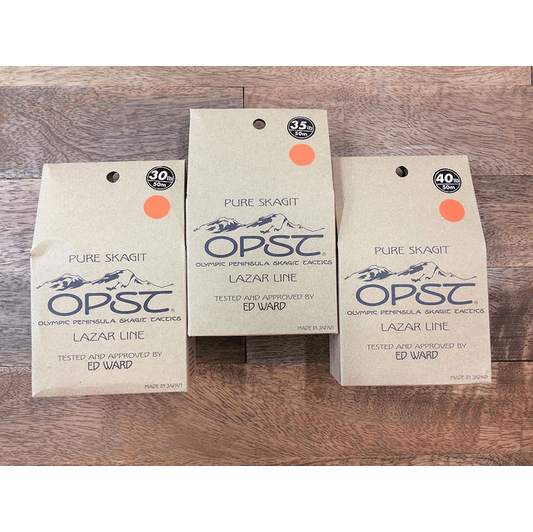 30lb
50m
PURE SKAGIT
OPST®
OLYMPIC PENINSULA SKAGIT TACTICS
LAZAR LINE
TESTED AND APPROVED BY
ED WARD
MADE IN JAPAN
35lb
50m
PURE SKAGIT
OPST®
OLYMPIC PENINSULA SKAGIT TACTICS
LAZAR LINE
TESTED AND APPROVED BY
ED WARD
MADE IN JAPAN
40lb
50m
PURE SKAGIT
OPST®
OLYMPIC PENINSULA SKAGIT TACTICS
LAZAR LINE
TESTED AND APPROVED BY
ED WARD
MADE IN JAPAN